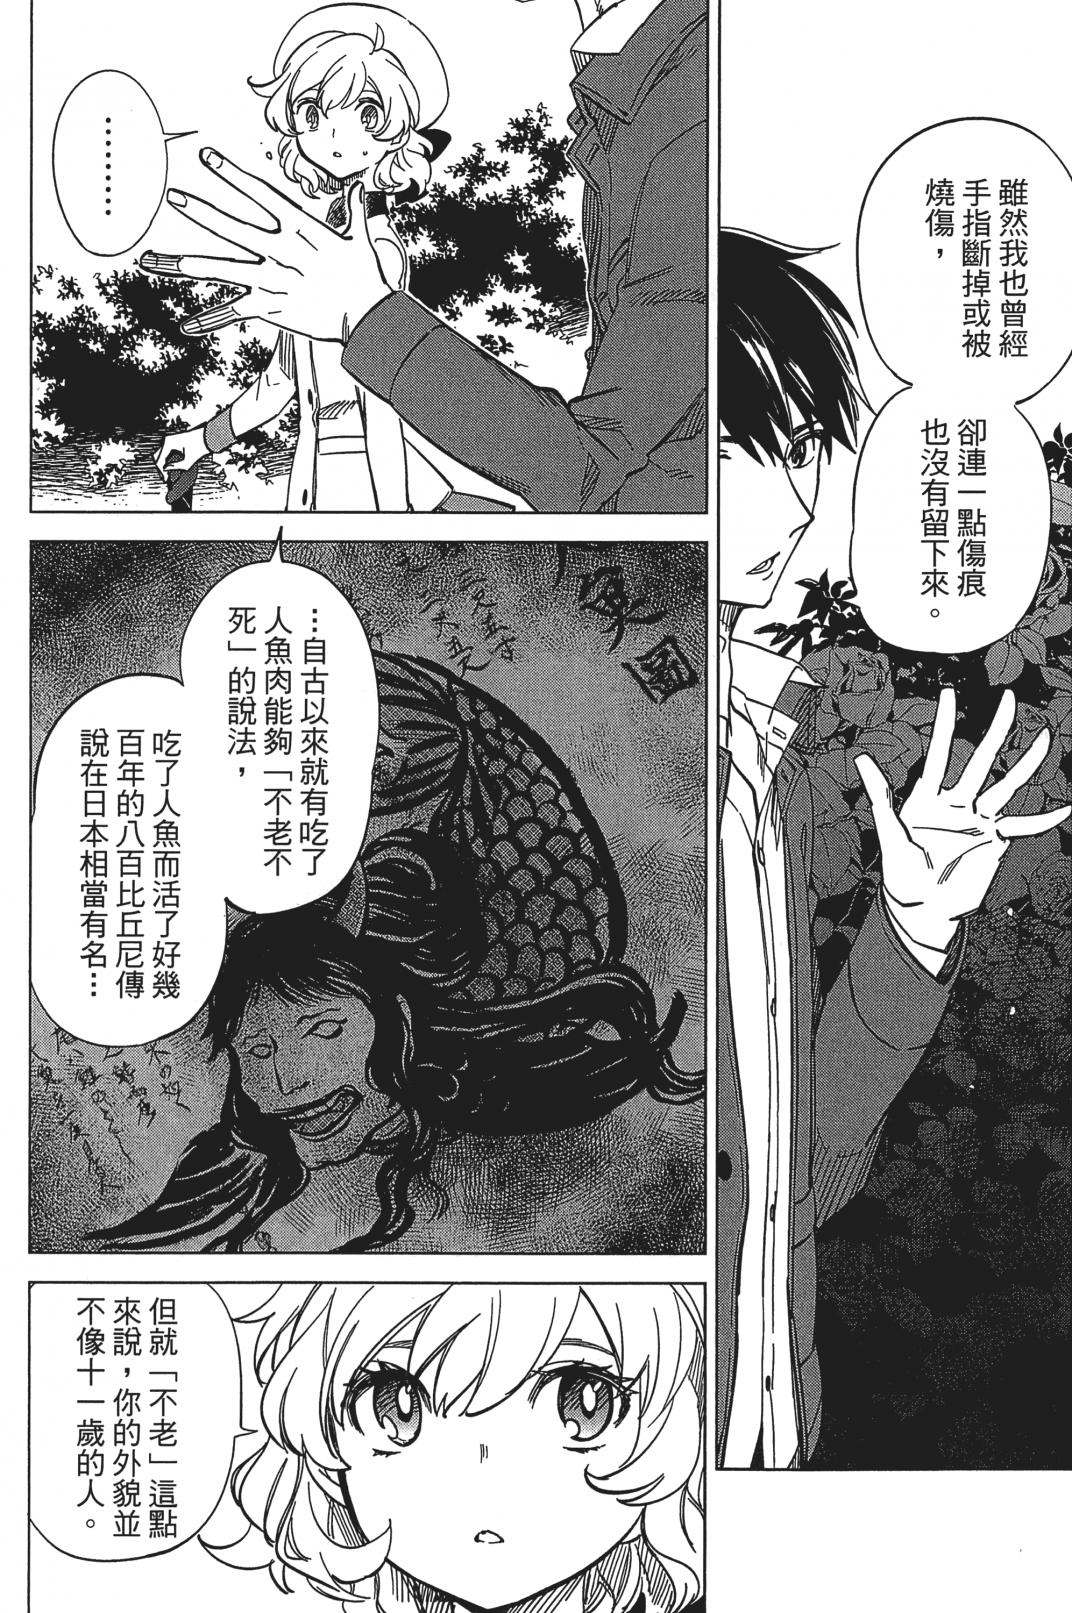 雖然我也曾經
手指斷掉或被
燒傷，
卻連一點傷痕
也沒有留下來。
………
…自古以來就有吃了
人魚肉能夠「不老不
死」的說法，
吃了人魚而活了好幾
百年的八百比丘尼傳
說在日本相當有名…
但就「不老」這點
來說，你的外貌並
不像十一歲的人。